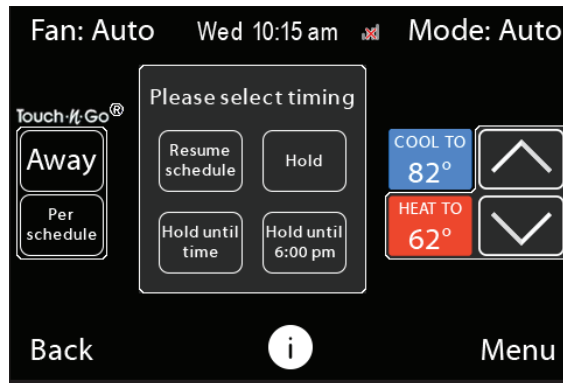 Fan: Auto
Wed 10:15 am
Mode: Auto
Touch-N-Go®
Away
Per
schedule
Please select timing
Resume
schedule
Hold
Hold until
time
Hold until
6:00 pm
COOL TO
82°
HEAT TO
62°
Back
i
Menu